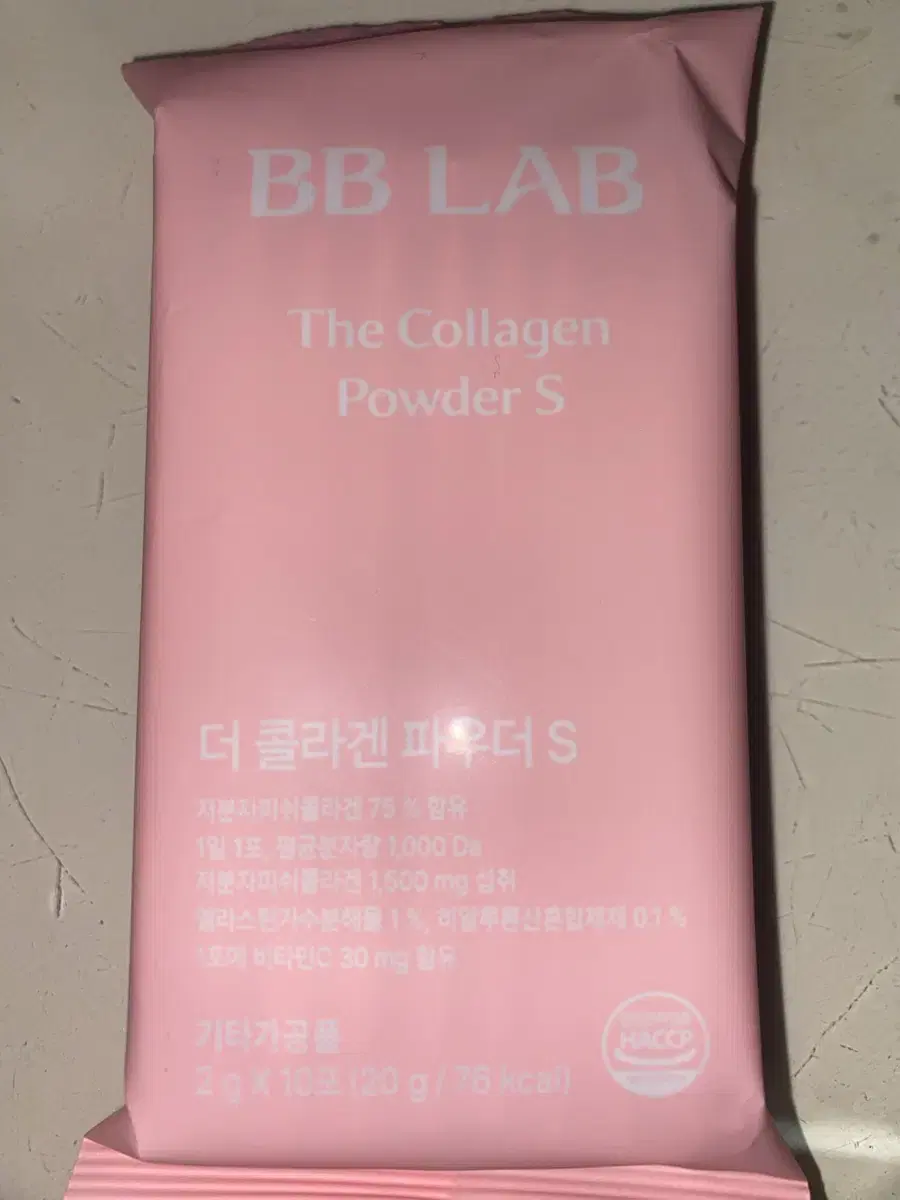 BB LAB
The Collagen
Powder S
더 콜라겐 파우더 S
저분자피쉬콜라겐 75 % 함유
1일 1포, 평균분자량 1,000 Da
저분자피쉬콜라겐 1,500 mg 섭취
엘라스틴가수분해물 1 %, 히알루론산혼합제제 0.1 %
1포에 비타민C 30 mg 함유
기타가공품
2 g X 10포 (20 g / 76 kcal)
HACCP